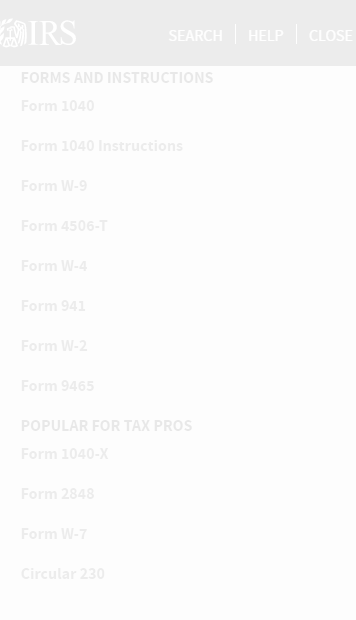 IRS
SEARCH HELP CLOSE
FORMS AND INSTRUCTIONS
Form 1040
Form 1040 Instructions
Form W-9
Form 4506-T
Form W-4
Form 941
Form W-2
Form 9465
POPULAR FOR TAX PROS
Form 1040-X
Form 2848
Form W-7
Circular 230